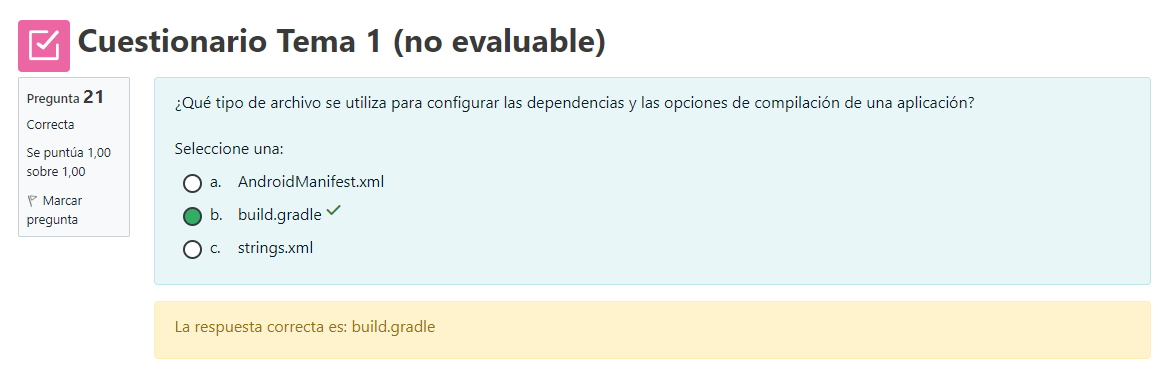 Cuestionario Tema 1 (no evaluable)
Pregunta 21
Correcta
Se puntúa 1,00
sobre 1,00
Marcar
pregunta
¿Qué tipo de archivo se utiliza para configurar las dependencias y las opciones de compilación de una aplicación?
Seleccione una:
a. AndroidManifest.xml
b. build.gradle
c. strings.xml
La respuesta correcta es: build.gradle